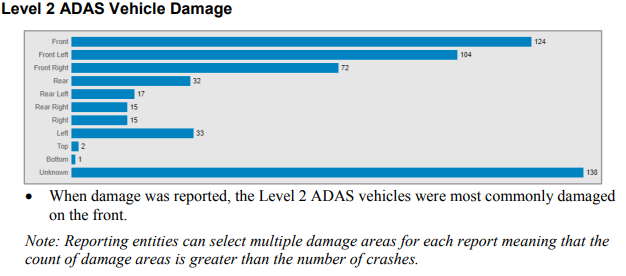 Level 2 ADAS Vehicle Damage
Front 124
Front Left 104
Front Right 72
Rear 32
Rear Left 17
Rear Right 15
Right 15
Left 33
Top 2
Bottom 1
Unknown 138
• When damage was reported, the Level 2 ADAS vehicles were most commonly damaged
on the front.
Note: Reporting entities can select multiple damage areas for each report meaning that the
count of damage areas is greater than the number of crashes.